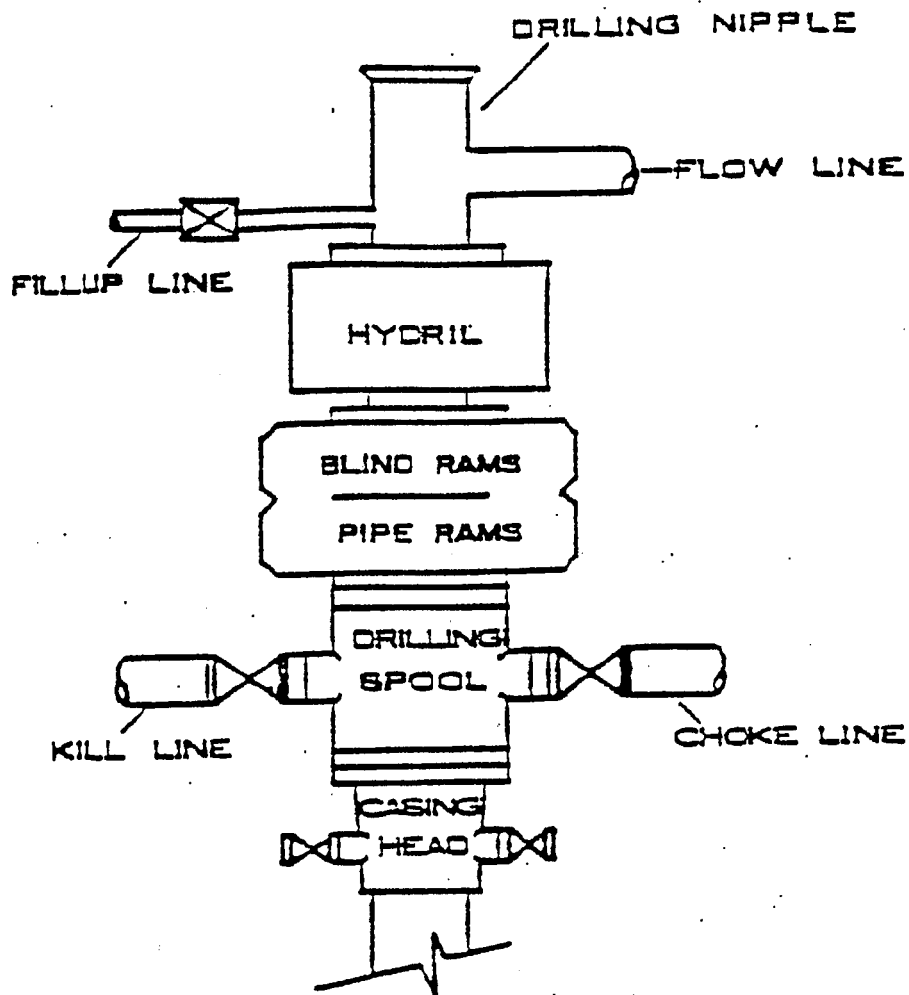 DRILLING NIPPLE
FLOW LINE
FILLUP LINE
HYDRIL
BLIND RAMS
PIPE RAMS
DRILLING
SPOOL
KILL LINE
CHOKE LINE
CASING
HEAD